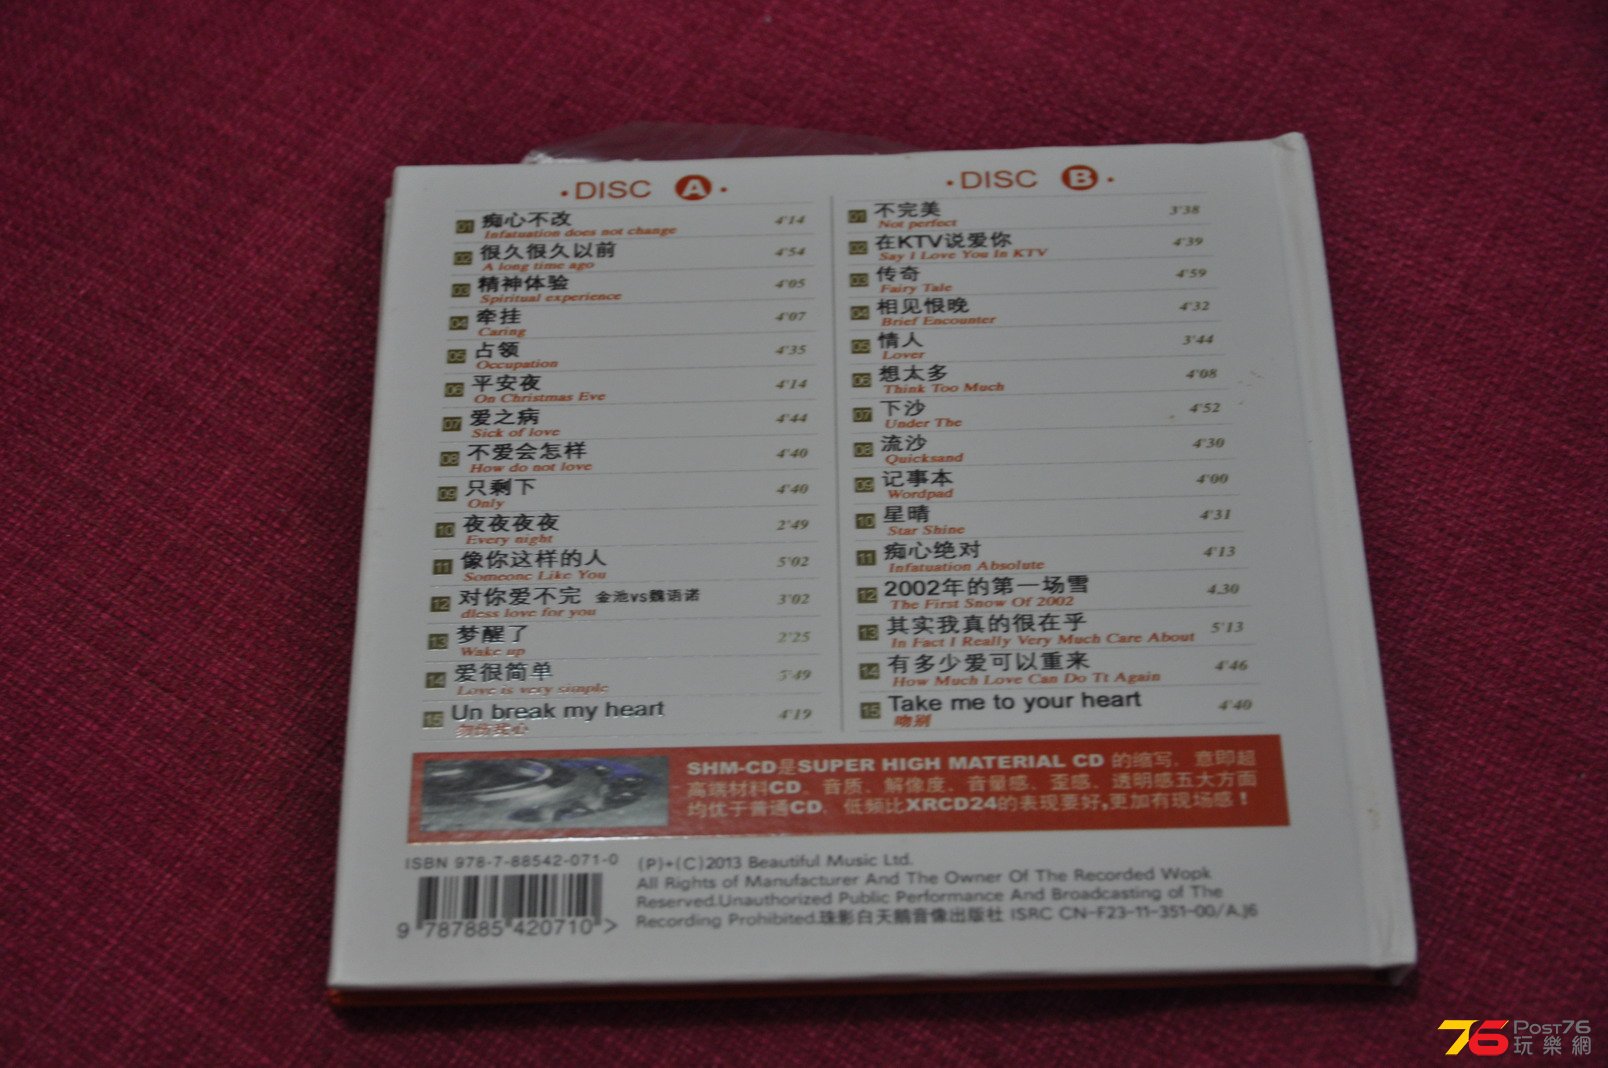 ·DISC A·
01 痴心不改 4'14
Infatuation does not change
02 很久很久以前 4'54
A long time ago
03 精神体验 4'05
Spiritual experience
04 牵挂 4'07
Caring
05 占领 4'35
Occupation
06 平安夜 4'14
On Christmas Eve
07 爱之病 4'44
Sick of love
08 不爱会怎样 4'40
How do not love
09 只剩下 4'40
Only
10 夜夜夜夜 2'49
Every night
11 像你这样的人 5'02
Someone Like You
12 对你爱不完 金池vs魏语诺 3'02
dless love for you
13 梦醒了 2'25
Wake up
14 爱很简单 5'49
Love is very simple
15 Un break my heart 4'19
勿伤我心
·DISC B·
01 不完美 3'38
Not perfect
02 在KTV说爱你 4'39
Say I Love You In KTV
03 传奇 4'59
Fairy Tale
04 相见恨晚 4'32
Brief Encounter
05 情人 3'44
Lover
06 想太多 4'08
Think Too Much
07 下沙 4'52
Under The
08 流沙 4'30
Quicksand
09 记事本 4'00
Wordpad
10 星晴 4'31
Star Shine
11 痴心绝对 4'13
Infatuation Absolute
12 2002年的第一场雪 4.30
The First Snow Of 2002
13 其实我真的很在乎 5'13
In Fact I Really Very Much Care About
14 有多少爱可以重来 4'46
How Much Love Can Do Tt Again
15 Take me to your heart 4'40
吻别
SHM-CD是SUPER HIGH MATERIAL CD 的缩写，意即超
高端材料CD、音质、解像度、音量感、歪感、透明感五大方面
均优于普通CD，低频比XRCD24的表现要好,更加有现场感！
ISBN 978-7-88542-071-0
9 787885 420710 >
(P)+(C)2013 Beautiful Music Ltd.
All Rights of Manufacturer And The Owner Of The Recorded Wopk
Reserved.Unauthorized Public Performance And Broadcasting of The
Recording Prohibited.珠影白天鹅音像出版社 ISRC CN-F23-11-351-00/A.J6
76 Post76
玩樂網